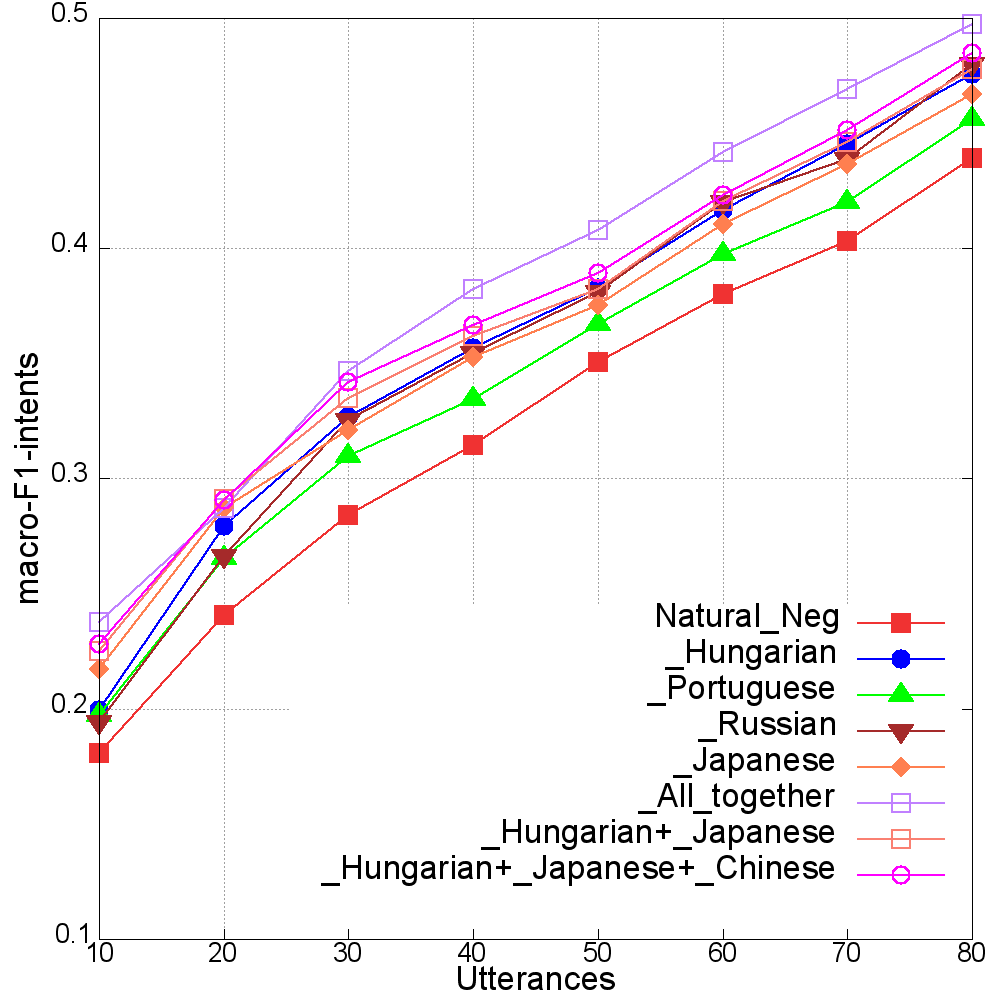 0.5
0.4
0.3
0.2
0.1
macro-F1-intents
Natural_Neg
_Hungarian
_Portuguese
_Russian
_Japanese
_All_together
_Hungarian+_Japanese
_Hungarian+_Japanese+_Chinese
10 20 30 40 50 60 70 80
Utterances